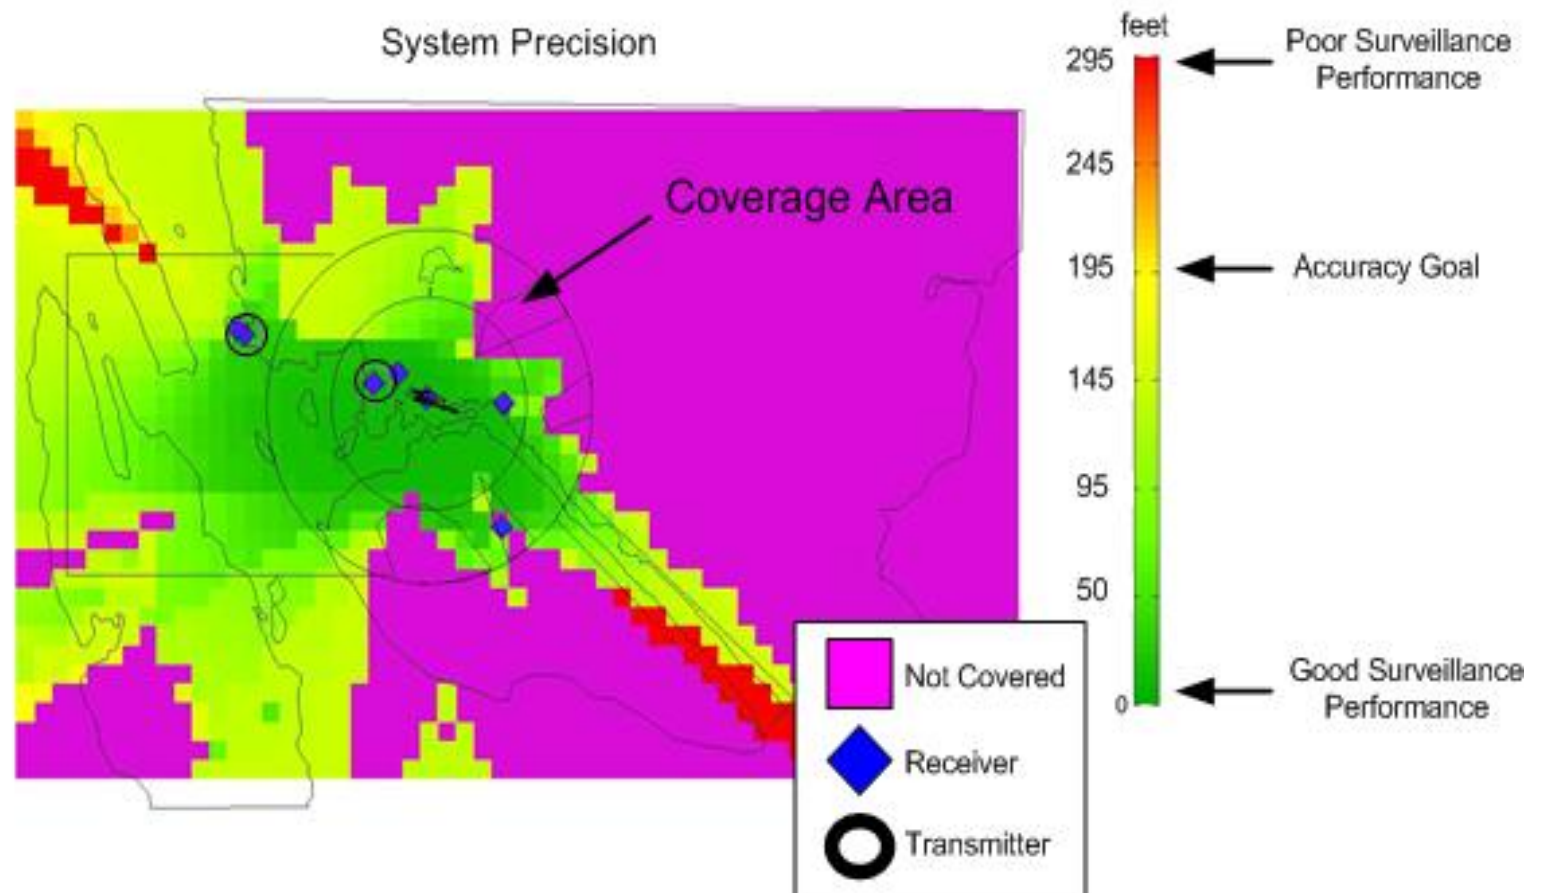 System Precision
Coverage Area
feet
295
245
195
145
95
50
0
Poor Surveillance
Performance
Accuracy Goal
Good Surveillance
Performance
Not Covered
Receiver
Transmitter